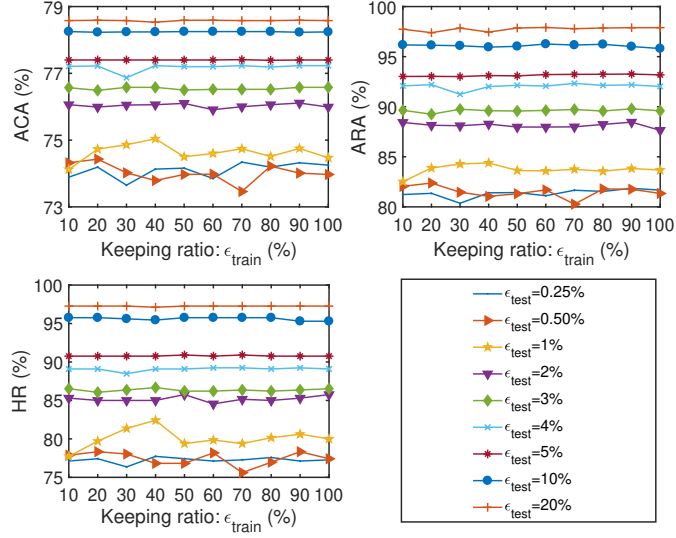 79
77
75
73
ACA (%)
10 20 30 40 50 60 70 80 90 100
Keeping ratio: ϵtrain (%)
100
95
90
85
80
ARA (%)
10 20 30 40 50 60 70 80 90 100
Keeping ratio: ϵtrain (%)
100
95
90
85
80
75
HR (%)
10 20 30 40 50 60 70 80 90 100
Keeping ratio: ϵtrain (%)
ϵtest=0.25%
ϵtest=0.50%
ϵtest=1%
ϵtest=2%
ϵtest=3%
ϵtest=4%
ϵtest=5%
ϵtest=10%
ϵtest=20%